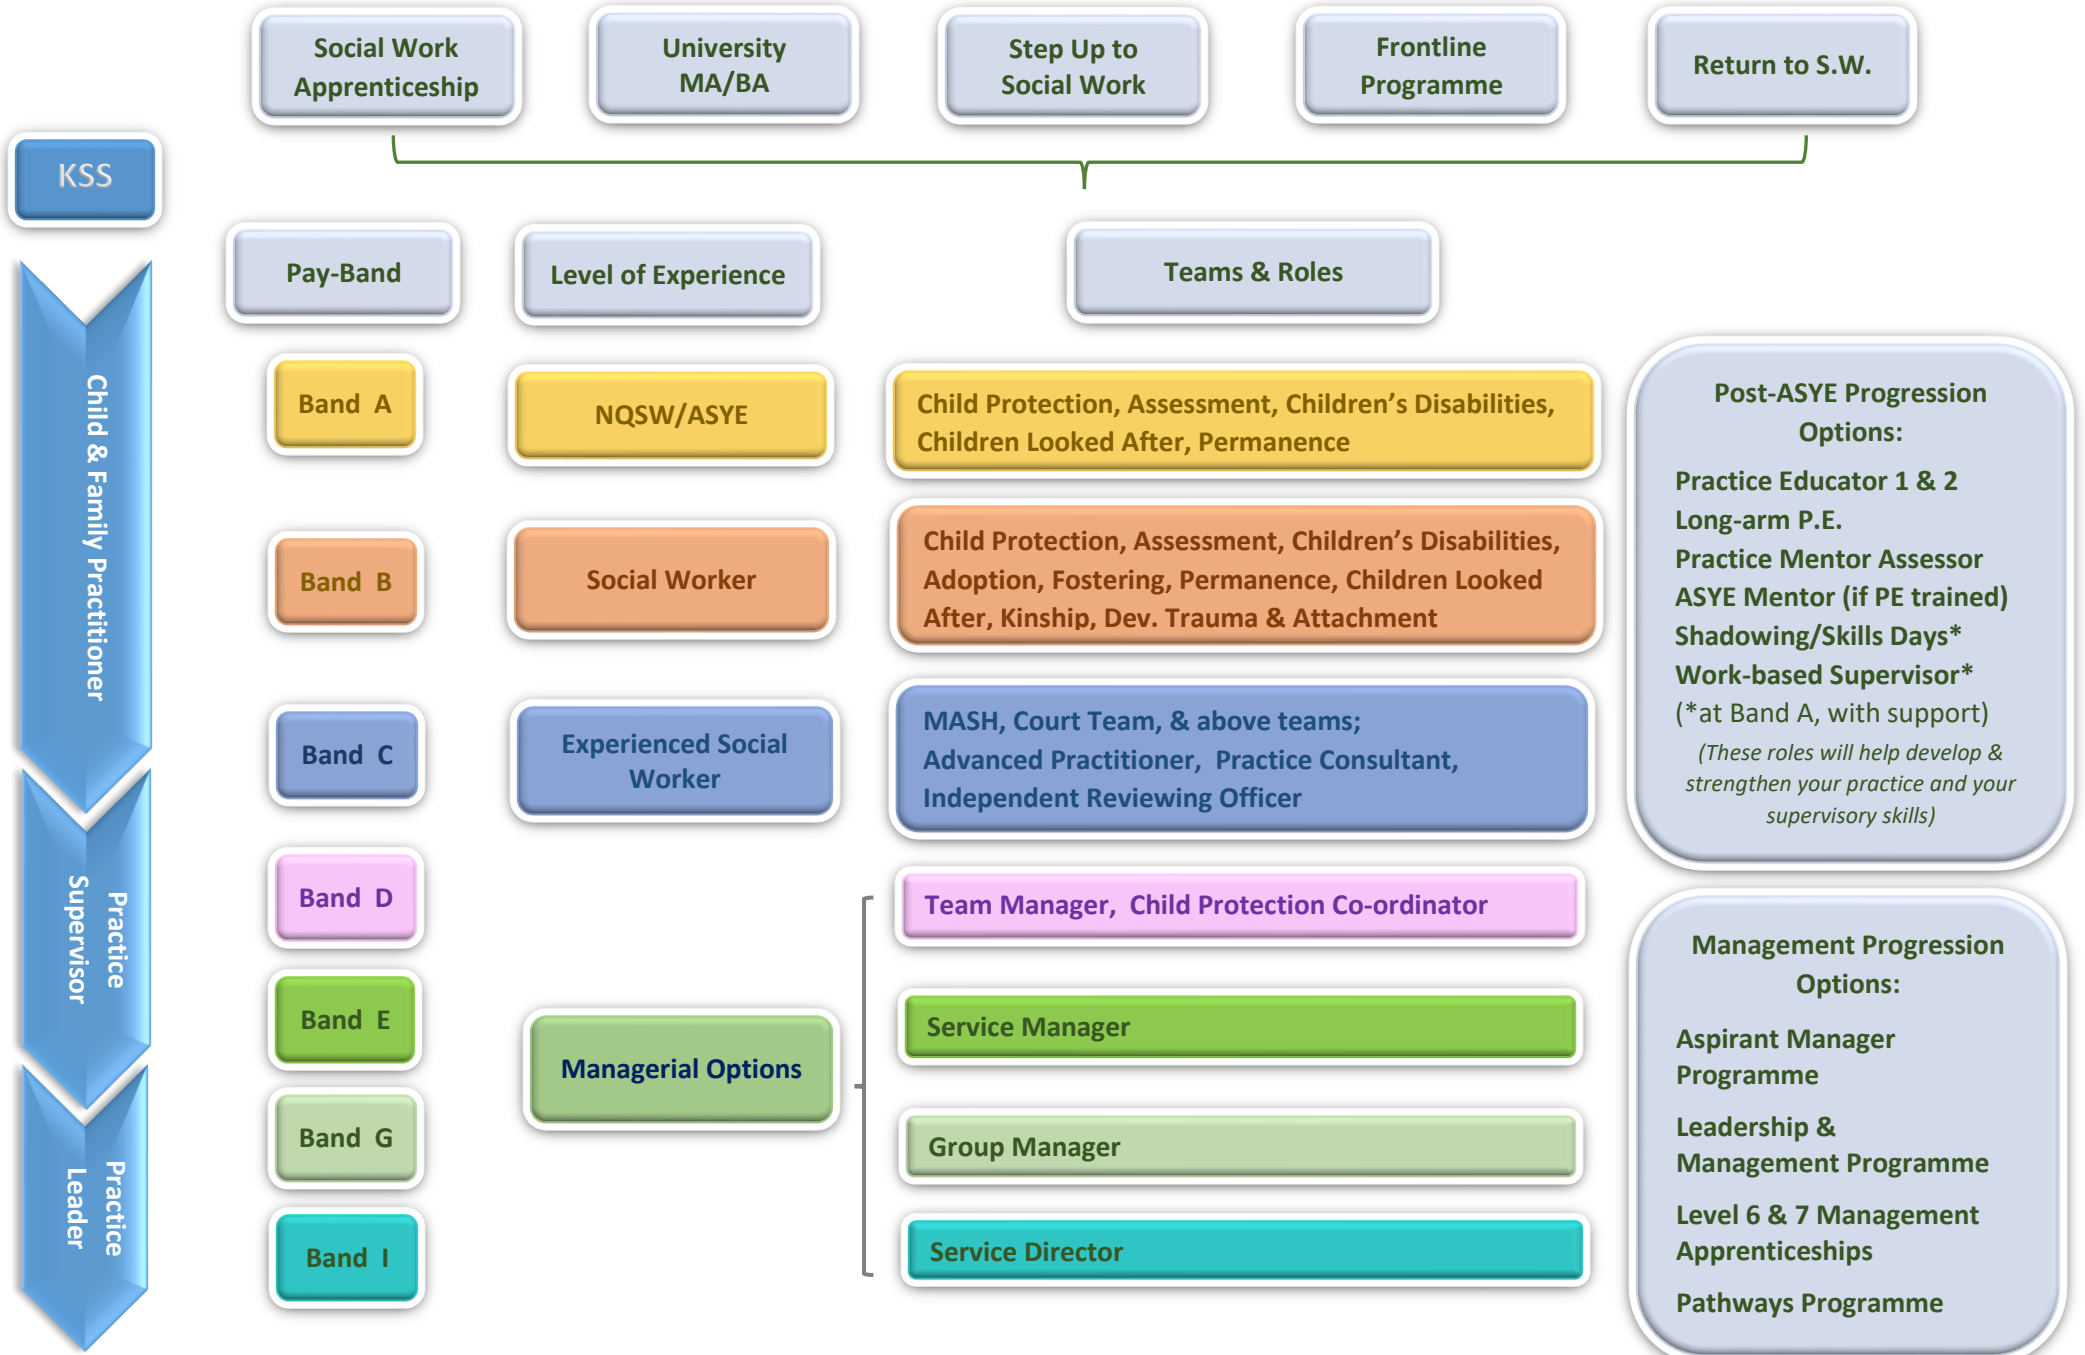 Social Work
Apprenticeship
University
MA/BA
Step Up to
Social Work
Frontline
Programme
Return to S.W.
KSS
Pay-Band
Level of Experience
Teams & Roles
Child & Family Practitioner
Practice
Supervisor
Practice
Leader
Band A
NQSW/ASYE
Child Protection, Assessment, Children’s Disabilities,
Children Looked After, Permanence
Band B
Social Worker
Child Protection, Assessment, Children’s Disabilities,
Adoption, Fostering, Permanence, Children Looked
After, Kinship, Dev. Trauma & Attachment
Band C
Experienced Social
Worker
MASH, Court Team, & above teams;
Advanced Practitioner, Practice Consultant,
Independent Reviewing Officer
Band D
Team Manager, Child Protection Co-ordinator
Band E
Managerial Options
Service Manager
Band G
Group Manager
Band I
Service Director
Post-ASYE Progression
Options:
Practice Educator 1 & 2
Long-arm P.E.
Practice Mentor Assessor
ASYE Mentor (if PE trained)
Shadowing/Skills Days*
Work-based Supervisor*
(*at Band A, with support)
(These roles will help develop &
strengthen your practice and your
supervisory skills)
Management Progression
Options:
Aspirant Manager
Programme
Leadership &
Management Programme
Level 6 & 7 Management
Apprenticeships
Pathways Programme